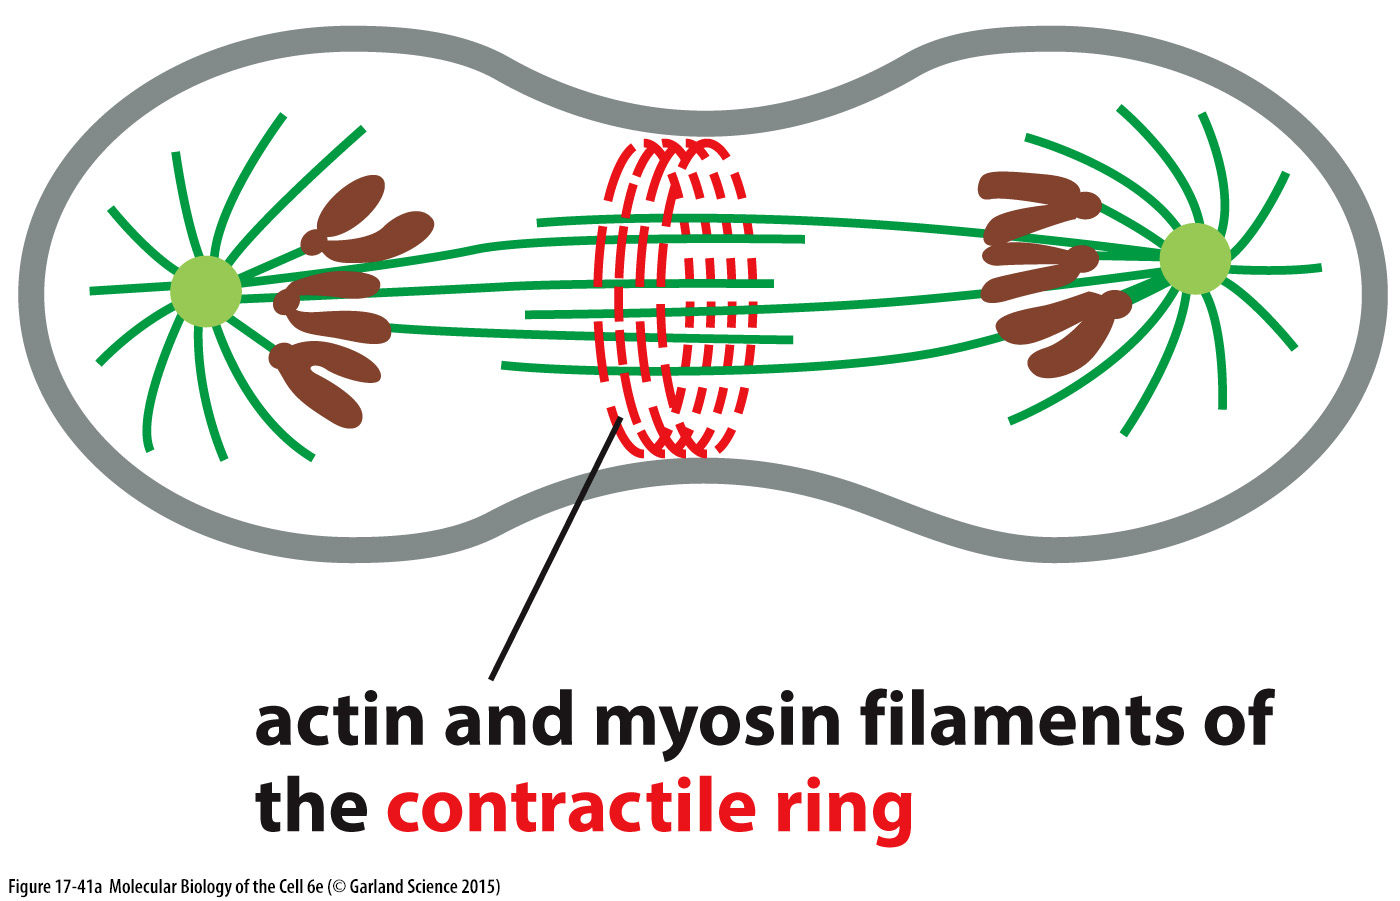 actin and myosin filaments of
the contractile ring
Figure 17-41a  Molecular Biology of the Cell 6e (© Garland Science 2015)